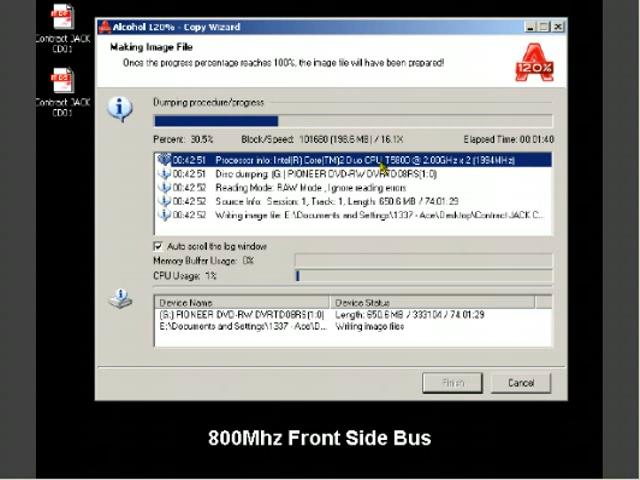 Contract JACK
CD01
Contract JACK
CD01
Alcohol 120% - Copy Wizard
Making Image File
Once the progress percentage reaches 100%, the image file will have been prepared!
A
120%
Dumping procedure/progress
Percent: 30.5% Block/Speed: 101680 (198.6 MB) / 16.1X Elapsed Time: 00:01:40
00:42:51 Processor info: Intel(R) Core(TM)2 Duo CPU T5800 @ 2.00GHz x 2 (1994MHz)
00:42:51 Disc dumping: (G:) PIONEER DVD-RW DVRTD08RS(1:0)
00:42:52 Reading Mode: RAW Mode, Ignore reading errors
00:42:52 Source Info: Session: 1, Track: 1, Length: 650.6 MB / 74:01:29
00:42:52 Writing image file: E:\Documents and Settings\1337 - Ace\Desktop\Contract JACK C...
Auto scroll the log window
Memory Buffer Usage: 0%
CPU Usage: 1%
Device Name Device Status
(G:) PIONEER DVD-RW DVRTD08RS(1:0) Length: 650.6 MB / 333104 / 74:01:29
E:\Documents and Settings\1337 - Ace\D... Writing image files
Finish Cancel
800Mhz Front Side Bus